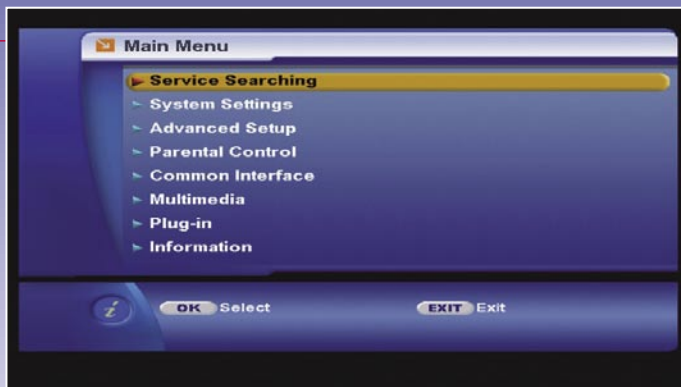 Main Menu
Service Searching
System Settings
Advanced Setup
Parental Control
Common Interface
Multimedia
Plug-in
Information
i OK Select EXIT Exit